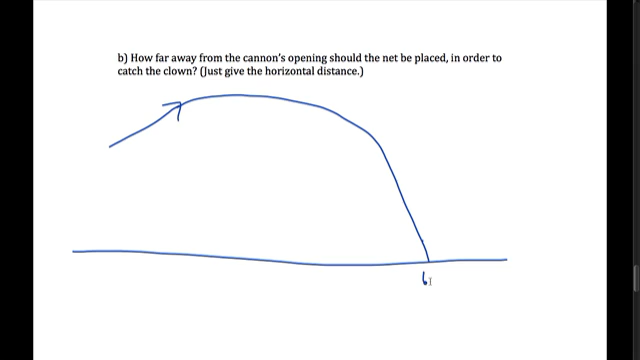 b) How far away from the cannon's opening should the net be placed, in order to
catch the clown? (Just give the horizontal distance.)